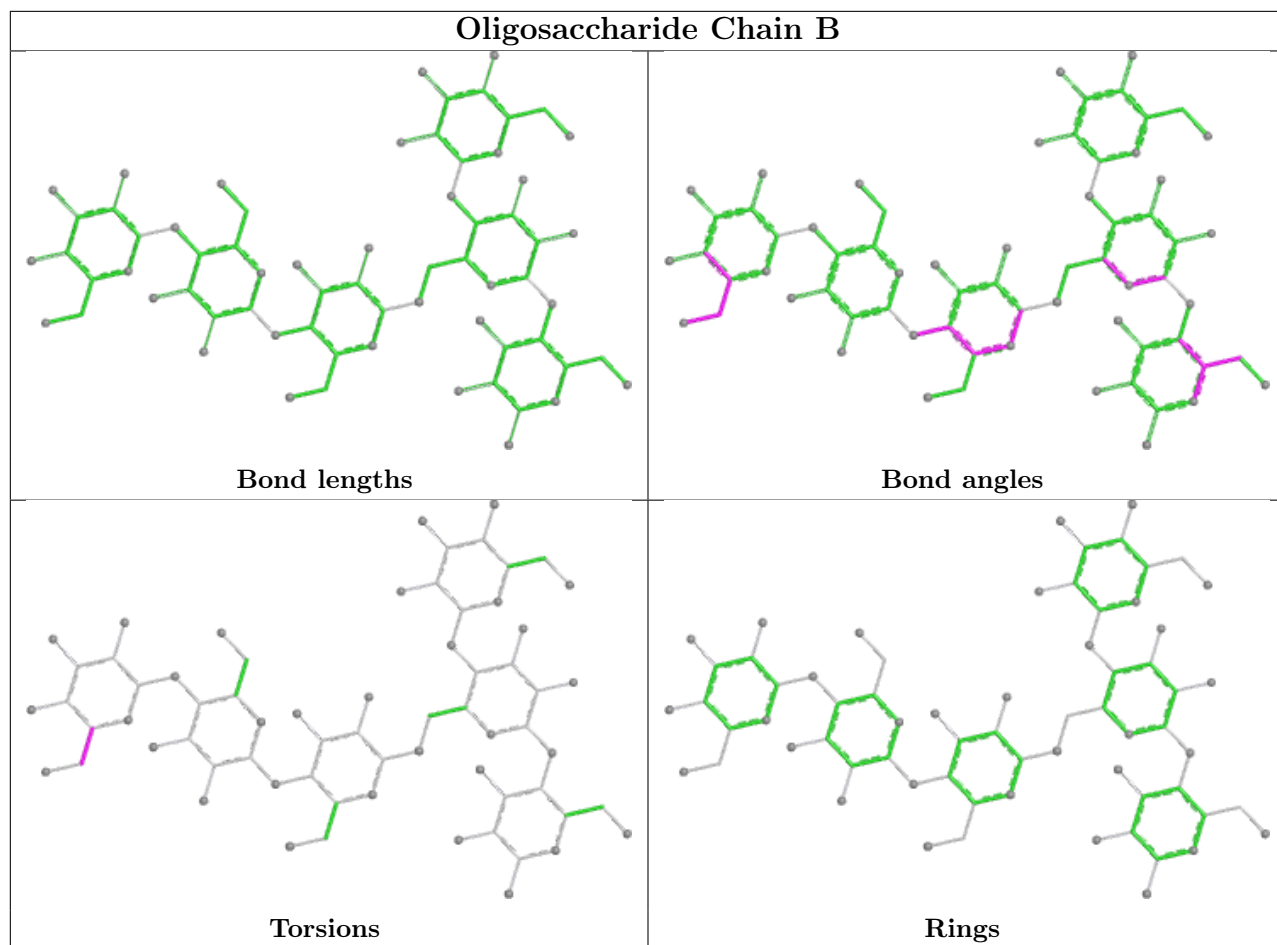 Oligosaccharide Chain B
Bond lengths
Bond angles
Torsions
Rings